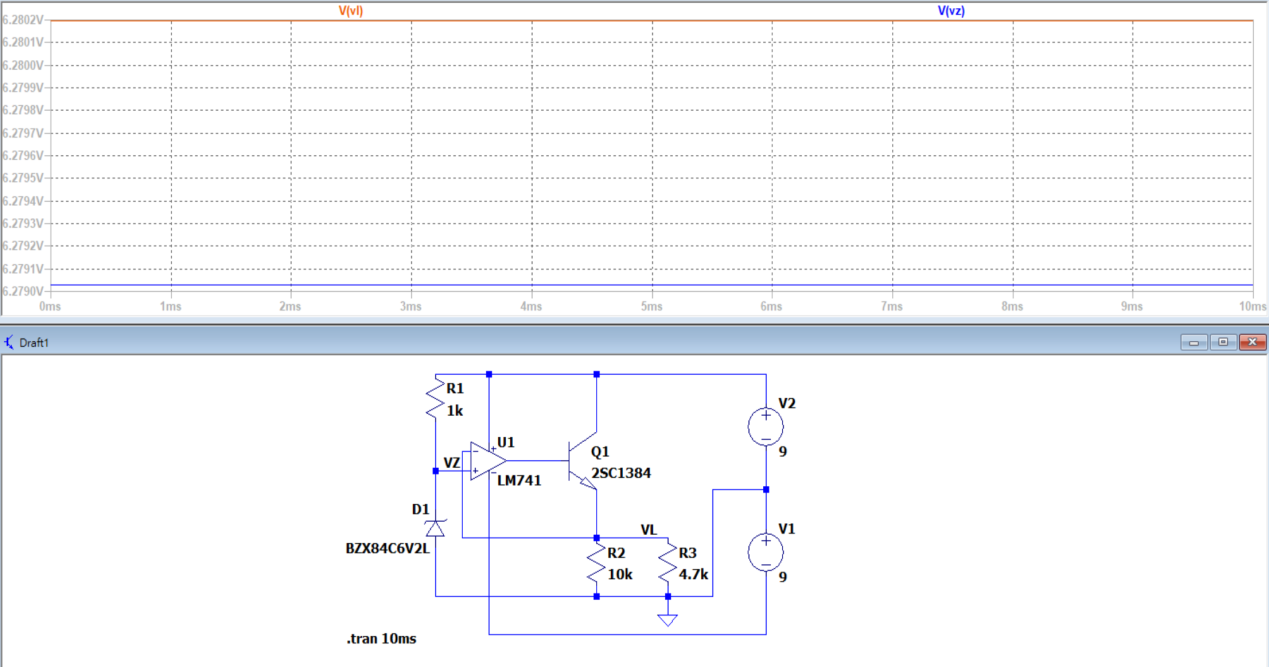 V(vl)
V(vz)
6.2802V
6.2801V
6.2800V
6.2799V
6.2798V
6.2797V
6.2796V
6.2795V
6.2794V
6.2793V
6.2792V
6.2791V
6.2790V
0ms 1ms 2ms 3ms 4ms 5ms 6ms 7ms 8ms 9ms 10ms
Draft1
R1
1k
V2
9
U1
LM741
VZ
Q1
2SC1384
D1
BZX84C6V2L
VL
R2
10k
R3
4.7k
V1
9
.tran 10ms